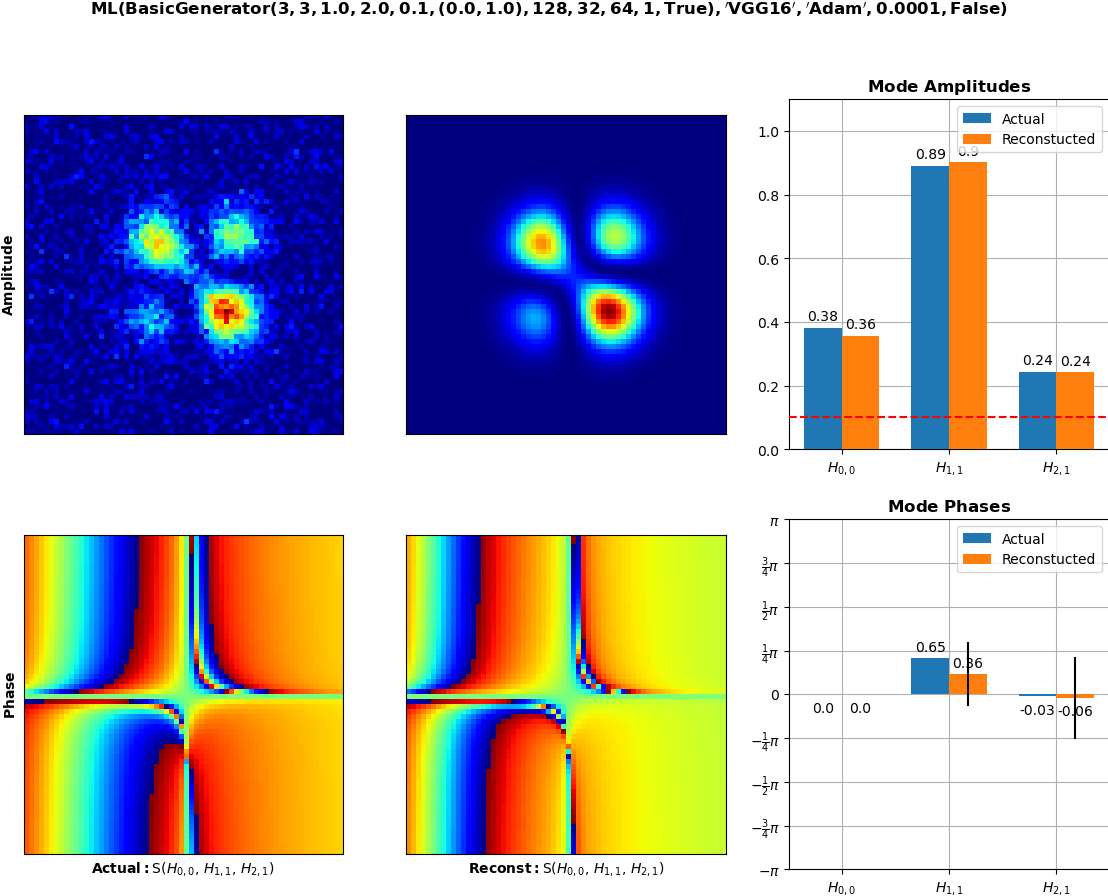 ML(BasicGenerator(3, 3, 1.0, 2.0, 0.1, (0.0, 1.0), 128, 32, 64, 1, True), ′VGG16′, ′Adam′, 0.0001, False)
Amplitude
Mode Amplitudes
Actual
Reconstucted
1.0
0.8
0.6
0.4
0.2
0.0
0.38
0.36
0.89
0.9
0.24
0.24
H0,0
H1,1
H2,1
Phase
Actual: S(H0,0, H1,1, H2,1)
Reconst: S(H0,0, H1,1, H2,1)
Mode Phases
Actual
Reconstucted
π
3/4π
1/2π
1/4π
0
−1/4π
−1/2π
−3/4π
−π
0.0
0.0
0.65
0.36
-0.03
-0.06
H0,0
H1,1
H2,1